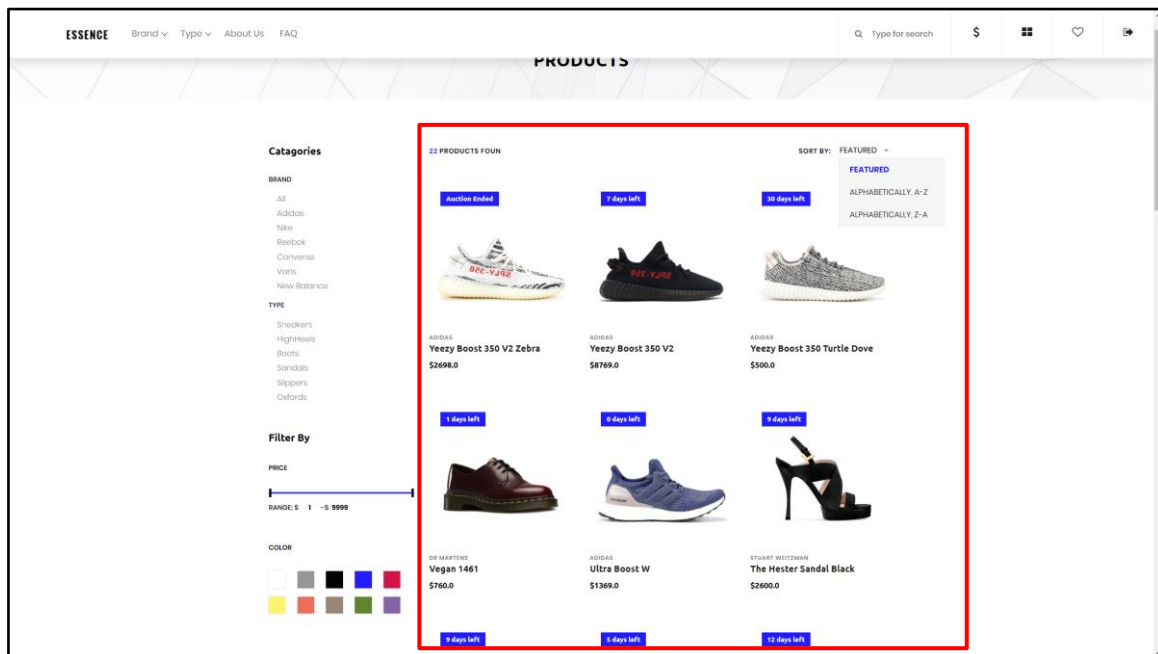 ESSENCE Brand Type About Us FAQ Type for search $
PRODUCTS
Catagories
BRAND
All
Adidas
Nike
Reebok
Converse
Vans
New Balance
TYPE
Sneakers
HighHeels
Boots
Sandals
Slippers
Oxfords
Filter By
PRICE
RANGE: $ 1 -$ 9999
COLOR
22 PRODUCTS FOUN
SORT BY: FEATURED
FEATURED
ALPHABETICALLY, A-Z
ALPHABETICALLY, Z-A
Auction Ended
SPLY-350
ADIDAS
Yeezy Boost 350 V2 Zebra
$2698.0
7 days left
SPLY-350
ADIDAS
Yeezy Boost 350 V2
$8769.0
30 days left
ADIDAS
Yeezy Boost 350 Turtle Dove
$500.0
1 days left
DR MARTENS
Vegan 1461
$760.0
0 days left
ADIDAS
Ultra Boost W
$1369.0
9 days left
STUART WEITZMAN
The Hester Sandal Black
$2600.0
9 days left
5 days left
12 days left